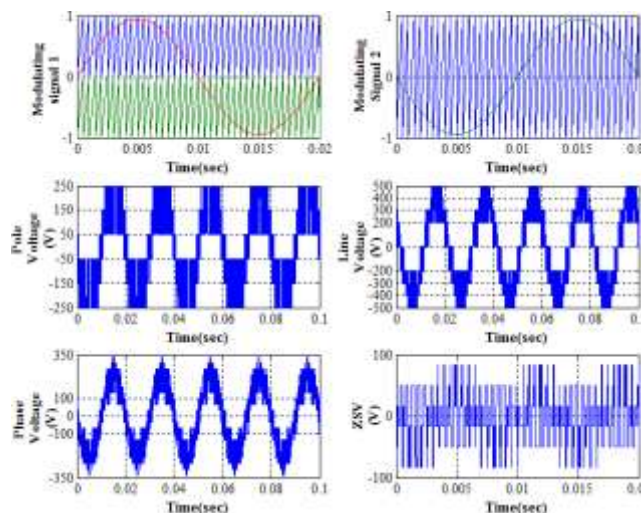 Modulating
signal 1
1
0
-1
0 0.005 0.01 0.015 0.02
Time(sec)
Modulating
Signal 2
1
0
-1
0 0.005 0.01 0.015 0.0
Time(sec)
Pole
Voltage
(V)
250
150
50
-50
-150
-250
0 0.02 0.04 0.06 0.08 0.1
Time(sec)
Line
Voltage
(V)
500
400
300
200
0
-200
-300
-400
-500
0 0.02 0.04 0.06 0.08 0.
Time(sec)
Phase
Voltage
(V)
350
100
0
-100
-350
0 0.02 0.04 0.06 0.08 0.1
Time(sec)
ZSV
(V)
100
0
-100
0 0.005 0.01 0.015 0.0
Time(sec)